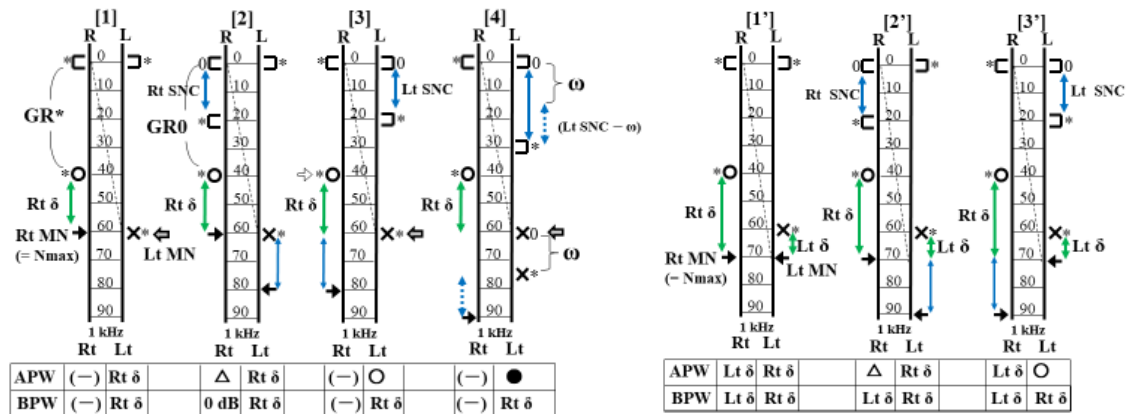 [1] [2] [3] [4] [1’] [2’] [3’]
R L R L R L R L R L R L R L
* 0 * 0 0 * * 0 0 * 0 0 * 0 * 0 0 * * 0 0
10 10 10 10 10 10 10
Rt SNC Lt SNC ω Rt SNC Lt SNC
20 * 20 20 * 20 20 * 20 20 *
GR* GR0 (Lt SNC − ω)
30 30 30 30 * 30 30 30
* 40 * 40 * 40 * 40 * 40 * 40 * 40
50 50 50 50 50 50 50
Rt δ Rt δ Rt δ Rt δ Rt δ Rt δ Rt δ
Rt MN 60 * 60 * 60 * 60 0 60 * 60 * 60 *
(= Nmax) Lt MN ω Lt δ Lt δ Lt δ
70 70 70 70 * Rt MN 70 Lt MN 70 70
(= Nmax)
80 80 80 80 80 80 80
90 90 90 90 90 90 90
1 kHz 1 kHz 1 kHz 1 kHz 1 kHz 1 kHz 1 kHz
Rt Lt Rt Lt Rt Lt Rt Lt Rt Lt Rt Lt Rt Lt
APW (−) Rt δ △ Rt δ (−) ○ (−) ● APW Lt δ Rt δ △ Rt δ Lt δ ○
BPW (−) Rt δ 0 dB Rt δ (−) Rt δ (−) Rt δ BPW Lt δ Rt δ Lt δ Rt δ Lt δ Rt δ